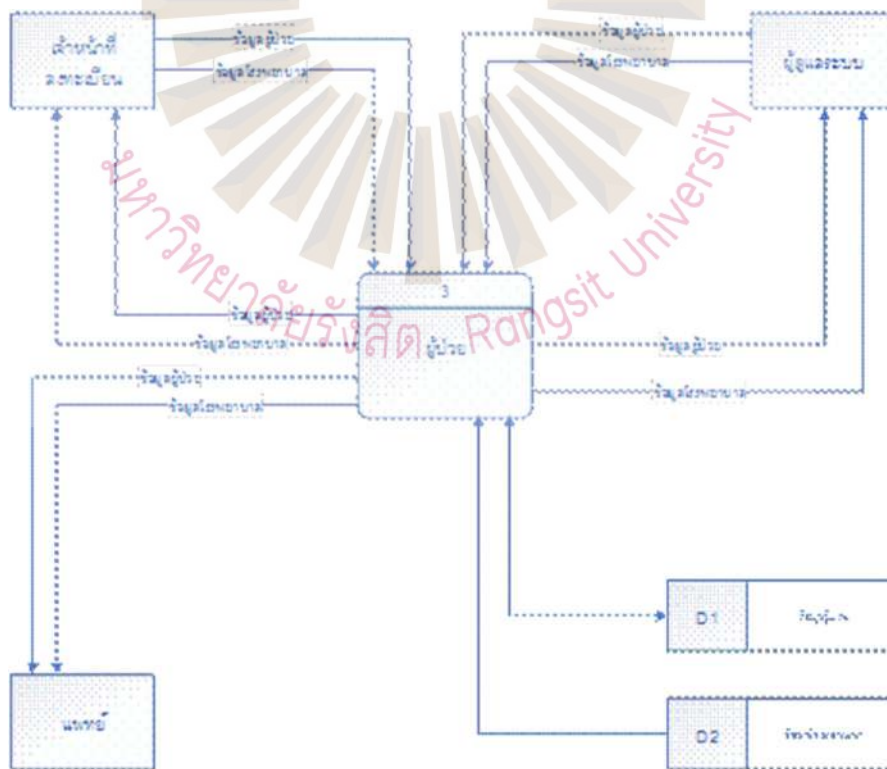 เจ้าหน้าที่
ลงทะเบียน
ข้อมูลผู้ป่วย
ข้อมูลโรงพยาบาล
ข้อมูลผู้ป่วย
ข้อมูลโรงพยาบาล
ผู้ดูแลระบบ
มหาวิทยาลัยรังสิต Rangsit University
3
ผู้ป่วย
ข้อมูลผู้ป่วย
ข้อมูลโรงพยาบาล
ข้อมูลผู้ป่วย
ข้อมูลโรงพยาบาล
ข้อมูลผู้ป่วย
ข้อมูลโรงพยาบาล
D1
แพทย์
D2